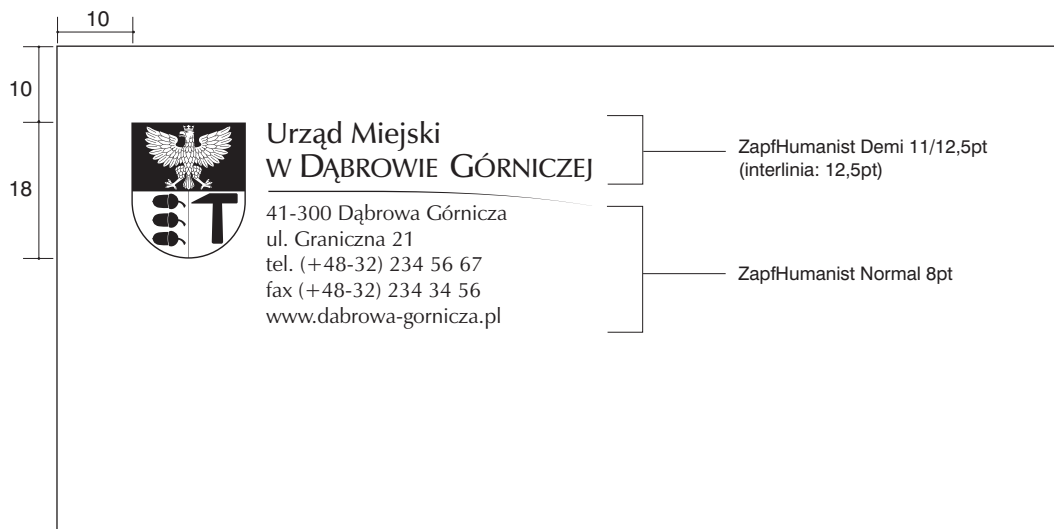 10
10
18
Urząd Miejski
W DĄBROWIE GÓRNICZEJ
41-300 Dąbrowa Górnicza
ul. Graniczna 21
tel. (+48-32) 234 56 67
fax (+48-32) 234 34 56
www.dabrowa-gornicza.pl
ZapfHumanist Demi 11/12,5pt
(interlinia: 12,5pt)
ZapfHumanist Normal 8pt